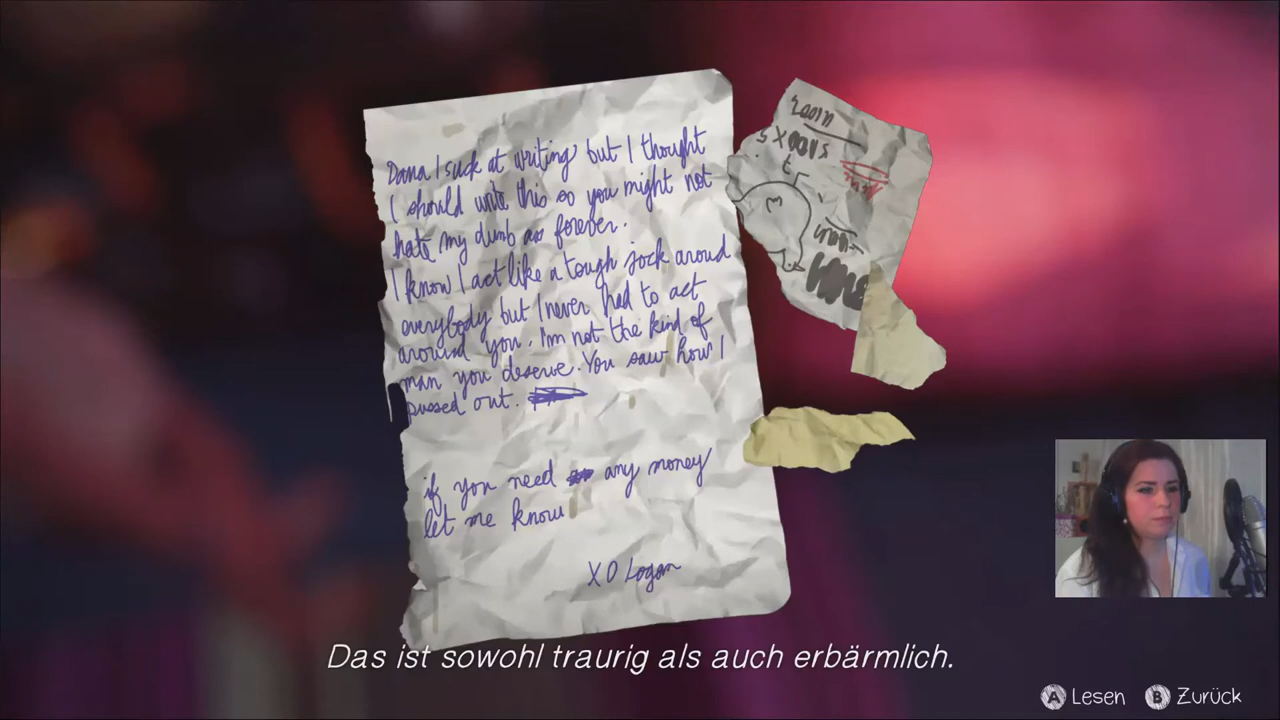 Dana I suck at writing but I thought
I should write this so you might not
hate my dumb ass forever.
I know I act like a tough jock aroud
everybody but I never had to act
around you. I'm not the kind of
man you deserve. You saw how I
pussed out.
if you need any money
let me know
XO Logan
room
Das ist sowohl traurig als auch erbärmlich.
A Lesen B Zurück